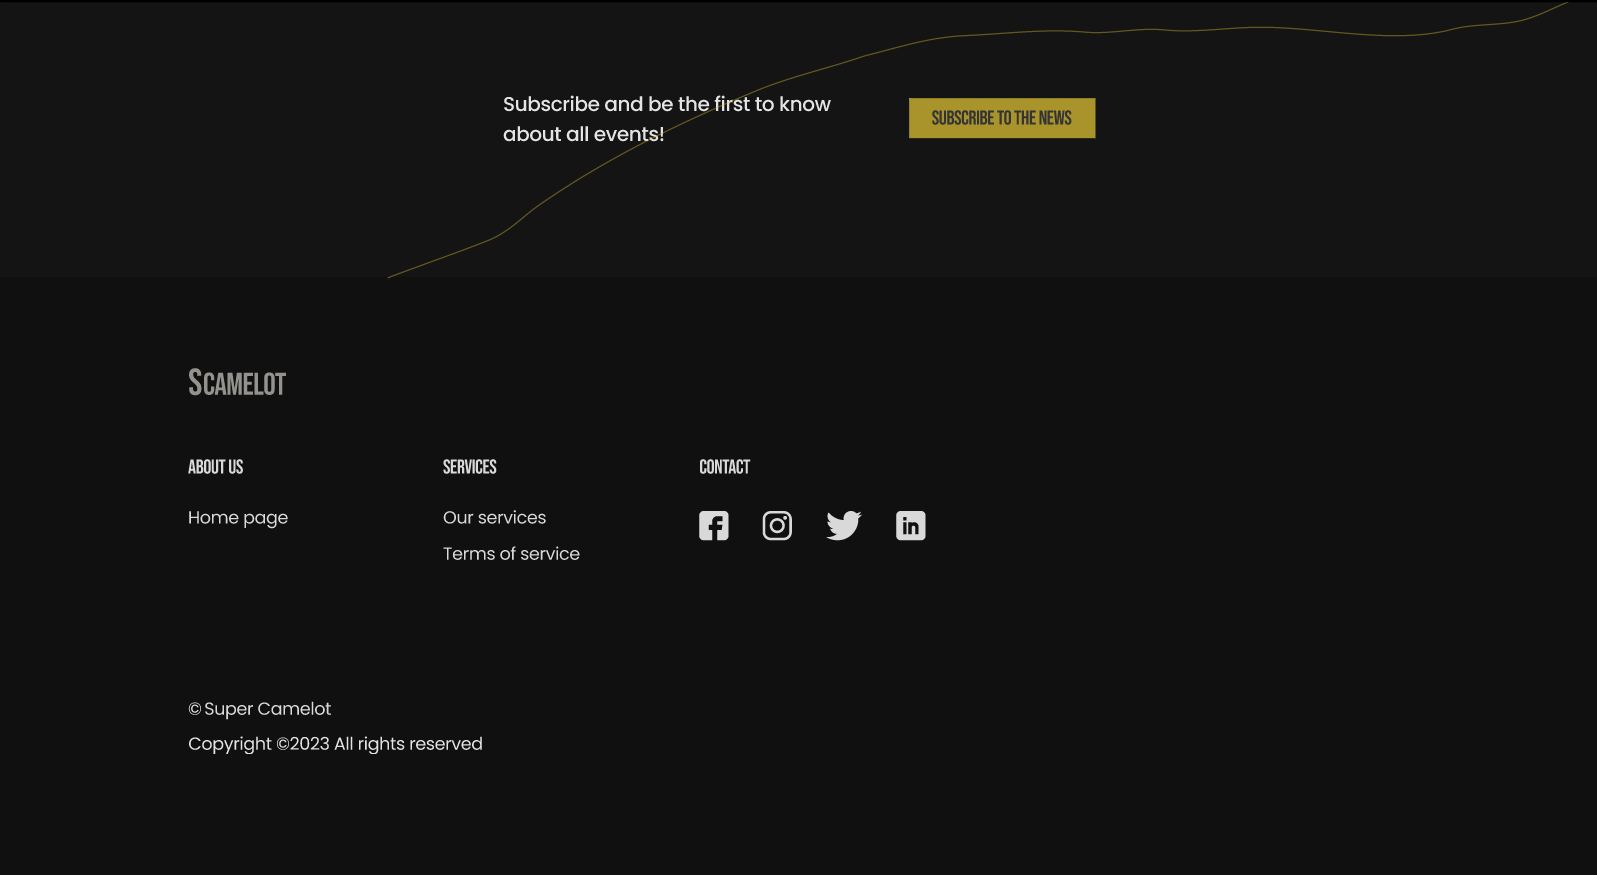 Subscribe and be the first to know
about all events!
SUBSCRIBE TO THE NEWS
SCAMELOT
ABOUT US
Home page
SERVICES
Our services
Terms of service
CONTACT
in
© Super Camelot
Copyright ©2023 All rights reserved